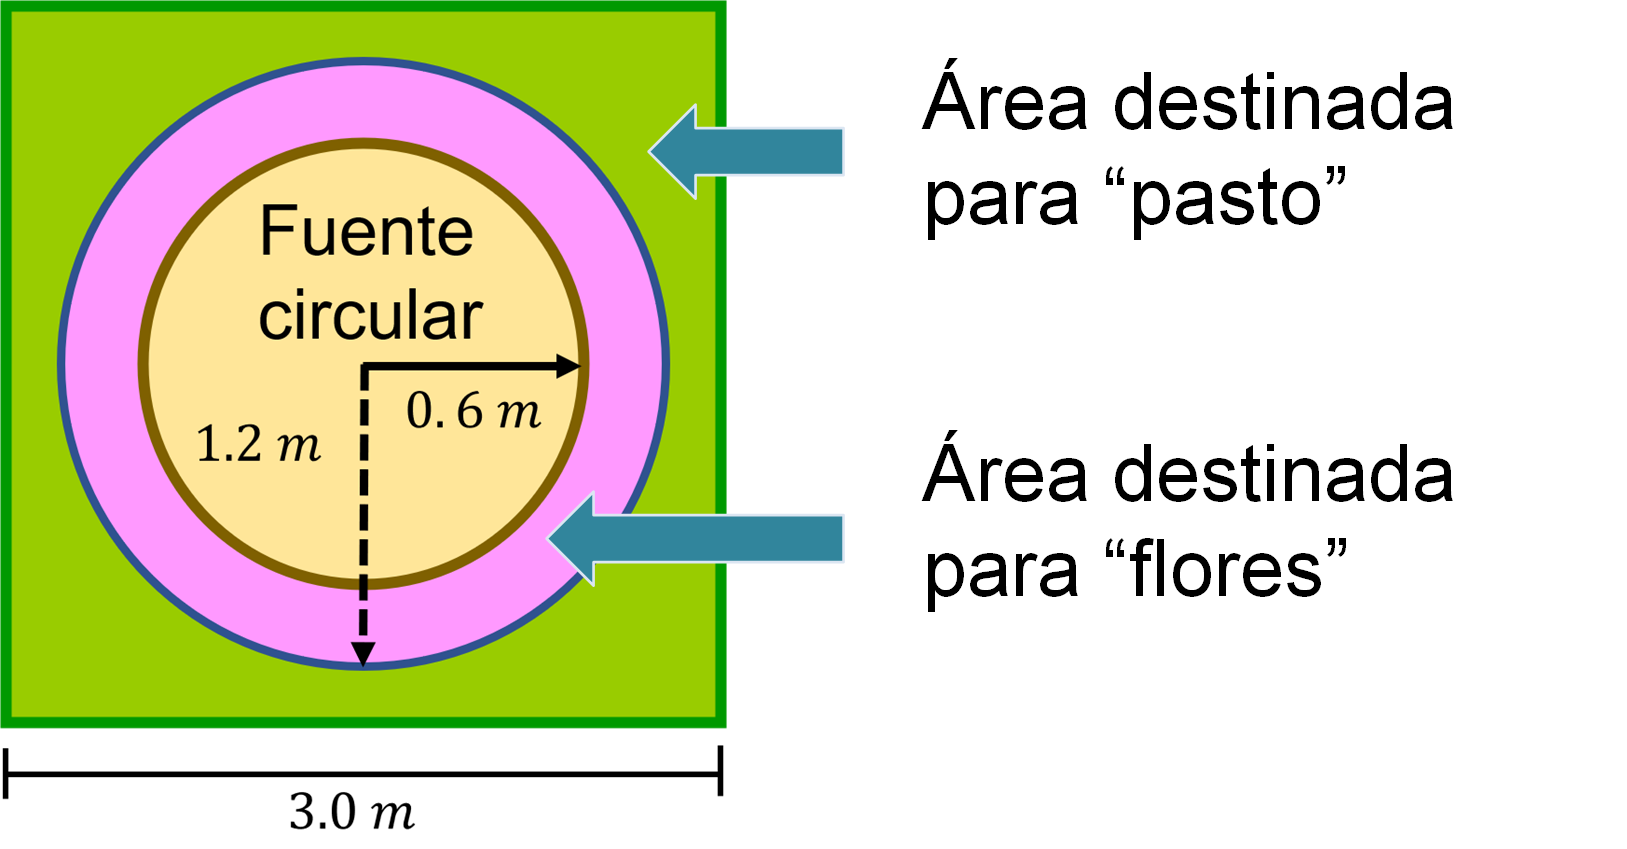 Área destinada
para “pasto”
Fuente
circular
0. 6 m
1.2 m
Área destinada
para “flores”
3.0 m